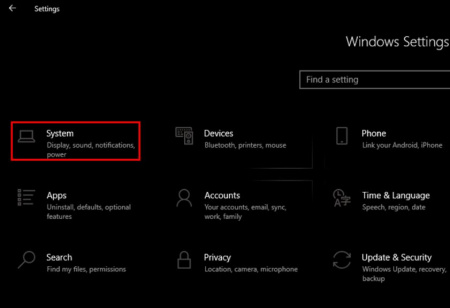 Settings
Windows Settings
Find a setting
System
Display, sound, notifications,
power
Devices
Bluetooth, printers, mouse
Phone
Link your Android, iPhone
Apps
Uninstall, defaults, optional
features
Accounts
Your accounts, email, sync,
work, family
Time & Language
Speech, region, date
Search
Find my files, permissions
Privacy
Location, camera, microphone
Update & Security
Windows Update, recovery,
backup